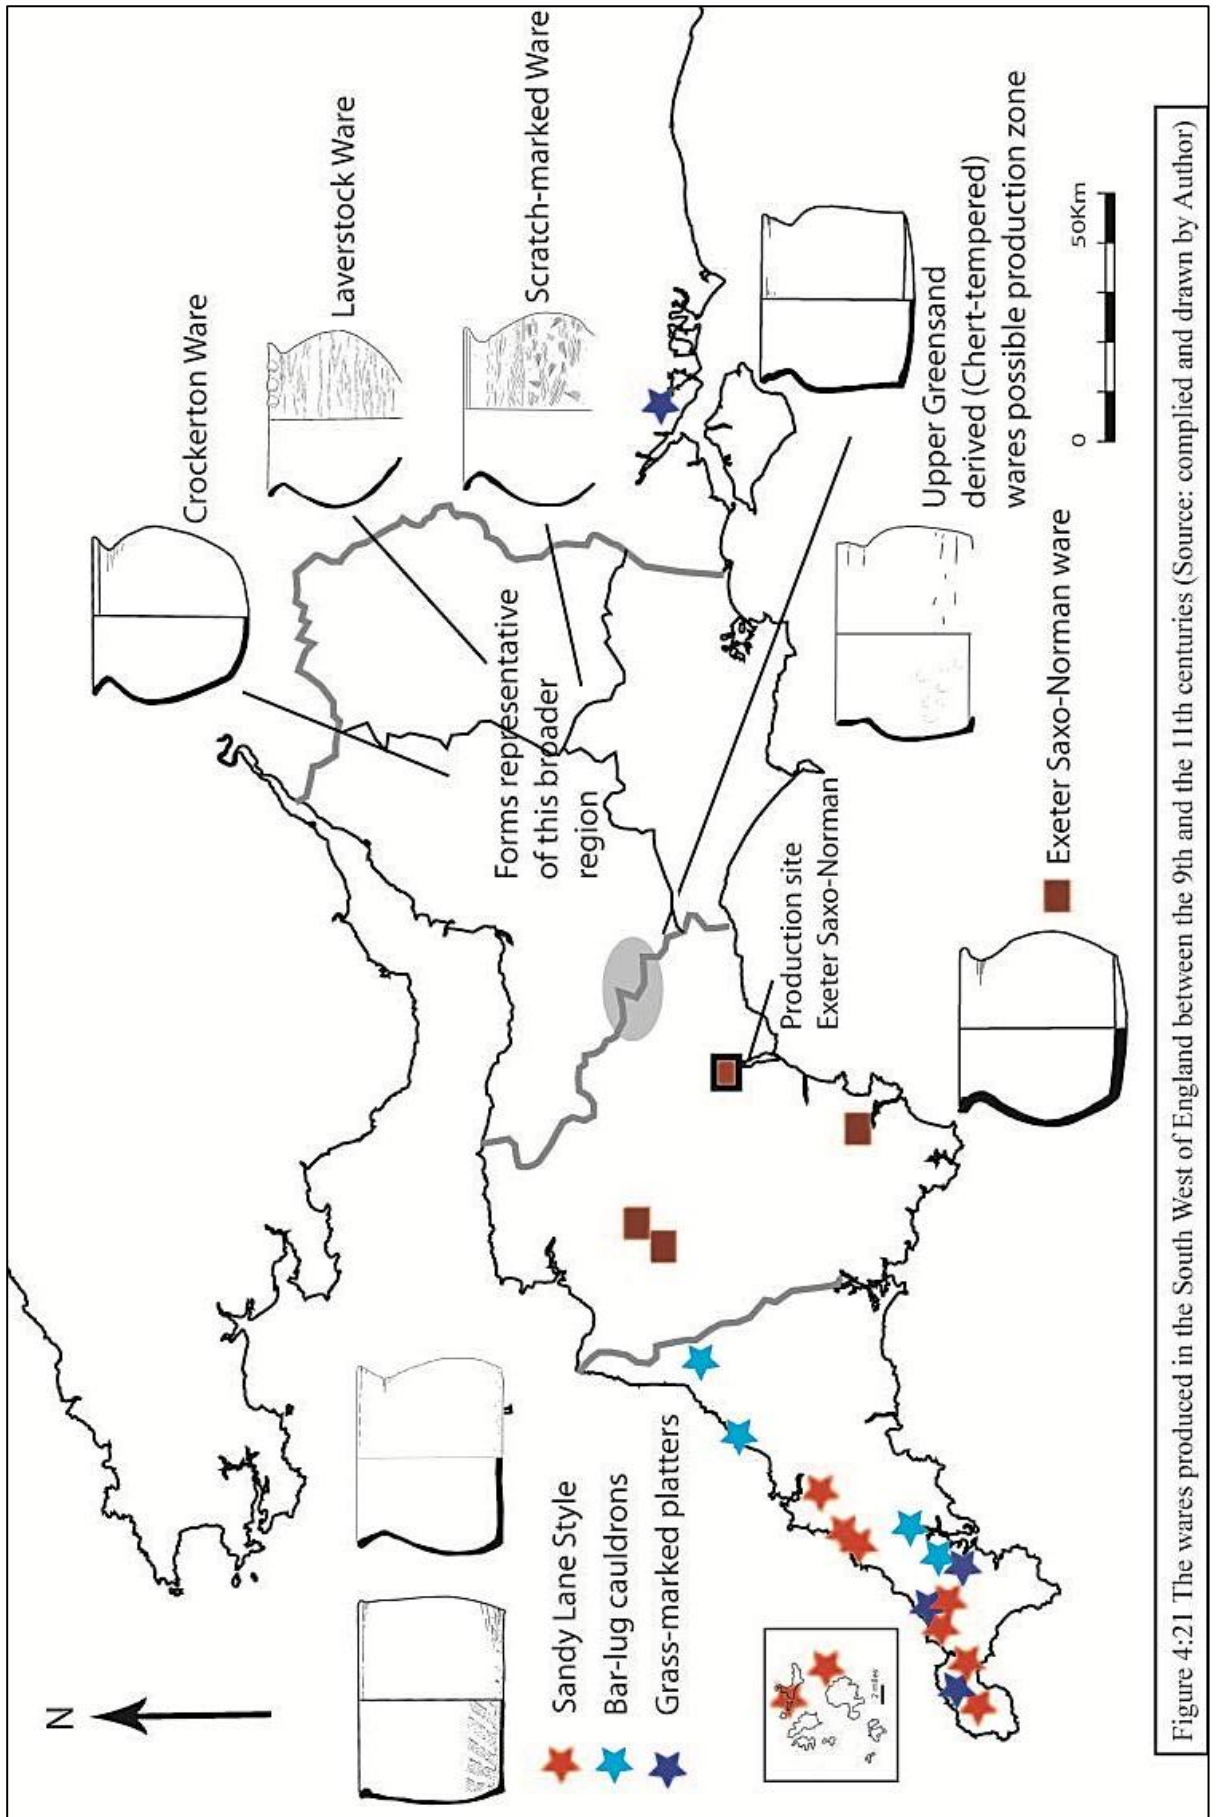 N
Crockerton Ware
Laverstock Ware
Scratch-marked Ware
Forms representative
of this broader
region
Sandy Lane Style
Bar-lug cauldrons
Grass-marked platters
2 miles
Production site
Exeter Saxo-Norman
Upper Greensand
derived (Chert-tempered)
wares possible production zone
Exeter Saxo-Norman ware
0 50Km
Figure 4:21 The wares produced in the South West of England between the 9th and the 11th centuries (Source: complied and drawn by Author)